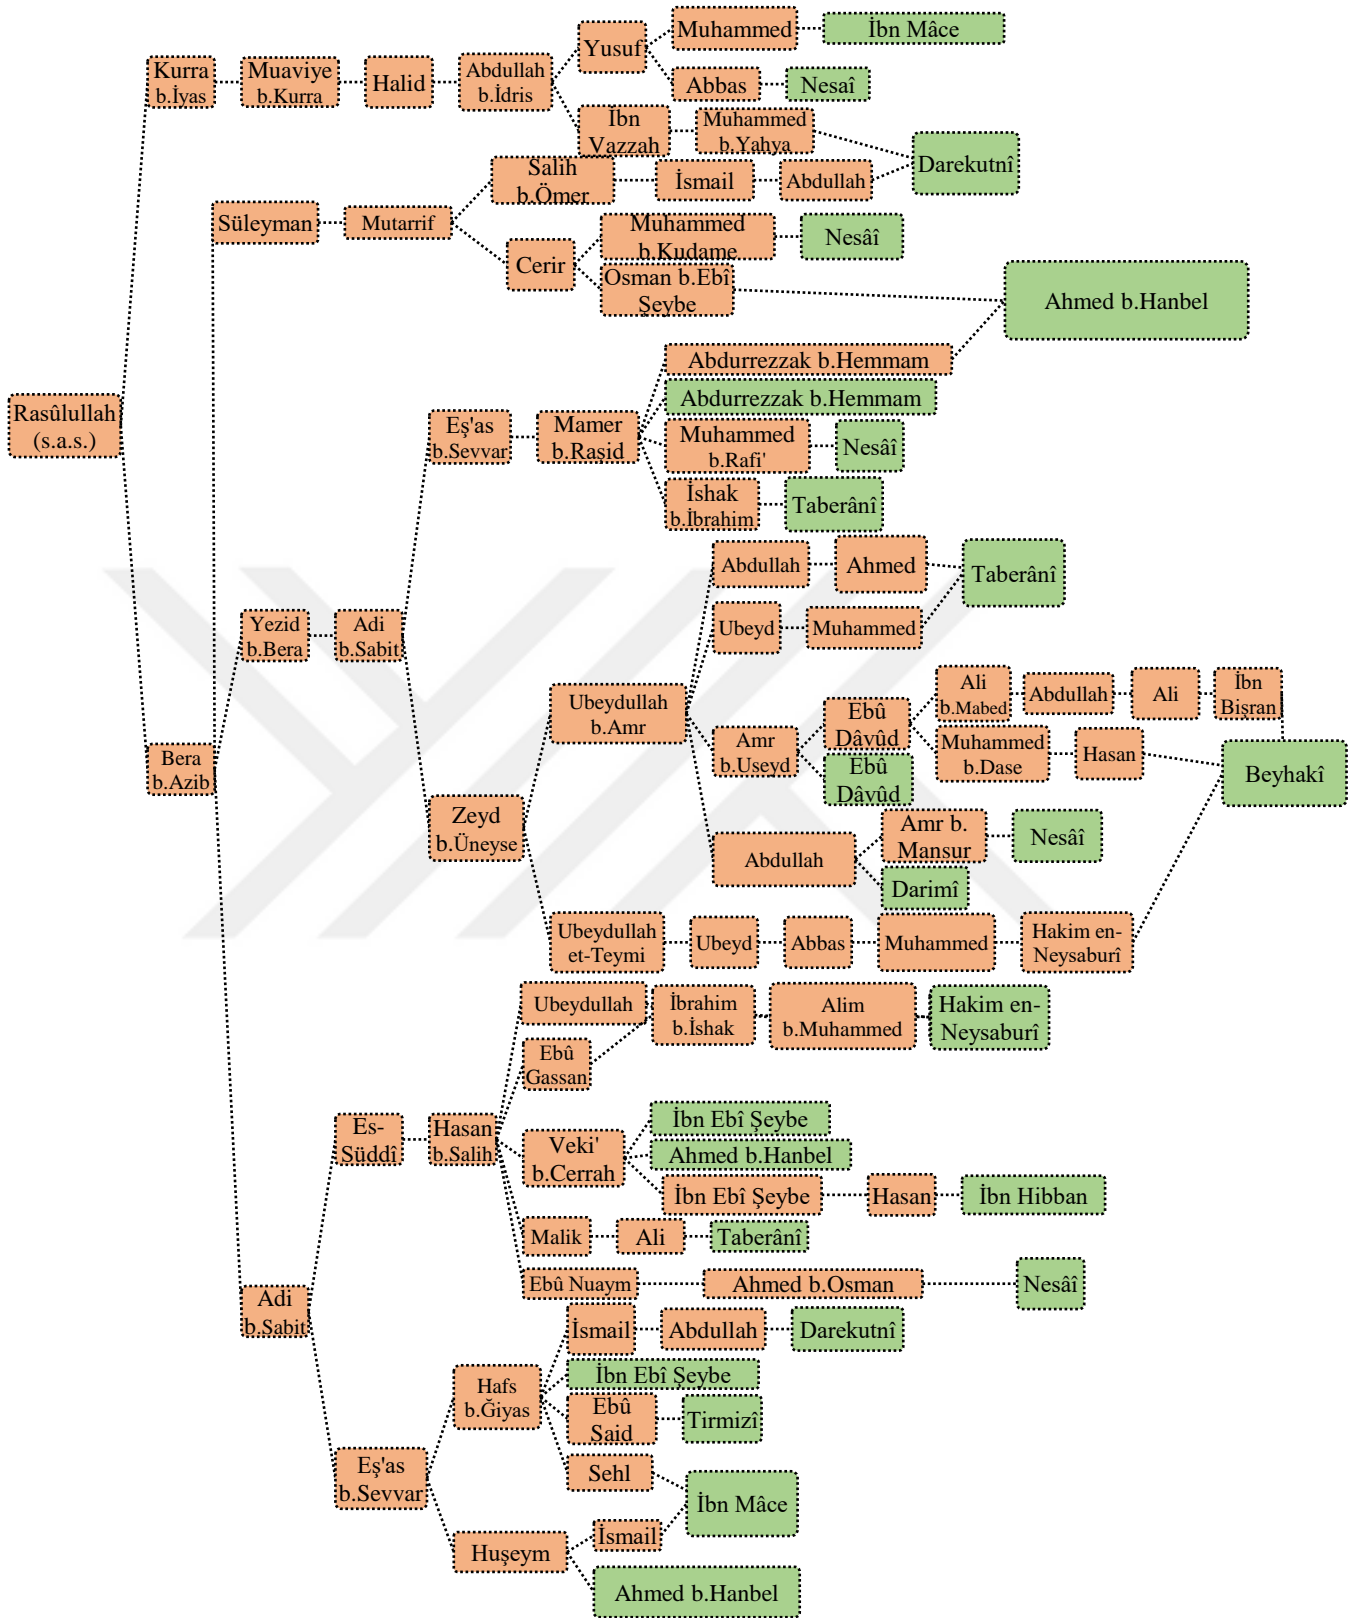 Muhammed
İbn Mâce
Yusuf
Kurra
b.İyas
Muaviye
b.Kurra
Halid
Abdullah
b.İdris
Abbas
Nesaî
İbn
Vazzah
Muhammed
b.Yahya
Darekutnî
Salih
b.Ömer
İsmail
Abdullah
Süleyman
Mutarrif
Muhammed
b.Kudame
Nesâî
Cerir
Osman b.Ebî
Şeybe
Ahmed b.Hanbel
Abdurrezzak b.Hemmam
Abdurrezzak b.Hemmam
Rasûlullah
(s.a.s.)
Eş'as
b.Sevvar
Mamer
b.Raşid
Muhammed
b.Rafi'
Nesâî
İshak
b.İbrahim
Taberânî
Abdullah
Ahmed
Taberânî
Ubeyd
Muhammed
Yezid
b.Bera
Adi
b.Sabit
Ubeydullah
b.Amr
Ali
b.Mabed
Abdullah
Ali
İbn
Bişran
Ebû
Dâvûd
Amr
b.Useyd
Muhammed
b.Dase
Hasan
Ebû
Dâvûd
Beyhakî
Bera
b.Azib
Zeyd
b.Üneyse
Amr b.
Mansur
Nesâî
Abdullah
Darimî
Ubeydullah
et-Teymi
Ubeyd
Abbas
Muhammed
Hakim en-
Neysaburî
Ubeydullah
İbrahim
b.İshak
Alim
b.Muhammed
Hakim en-
Neysaburî
Ebû
Gassan
Es-
Süddî
Hasan
b.Salih
Veki'
b.Cerrah
İbn Ebî Şeybe
Ahmed b.Hanbel
İbn Ebî Şeybe
Hasan
İbn Hibban
Malik
Ali
Taberânî
Ebû Nuaym
Ahmed b.Osman
Nesâî
Adi
b.Sabit
İsmail
Abdullah
Darekutnî
Hafs
b.Ğiyas
İbn Ebî Şeybe
Ebû
Said
Tirmizî
Eş'as
b.Sevvar
Sehl
İbn Mâce
Huşeym
İsmail
Ahmed b.Hanbel